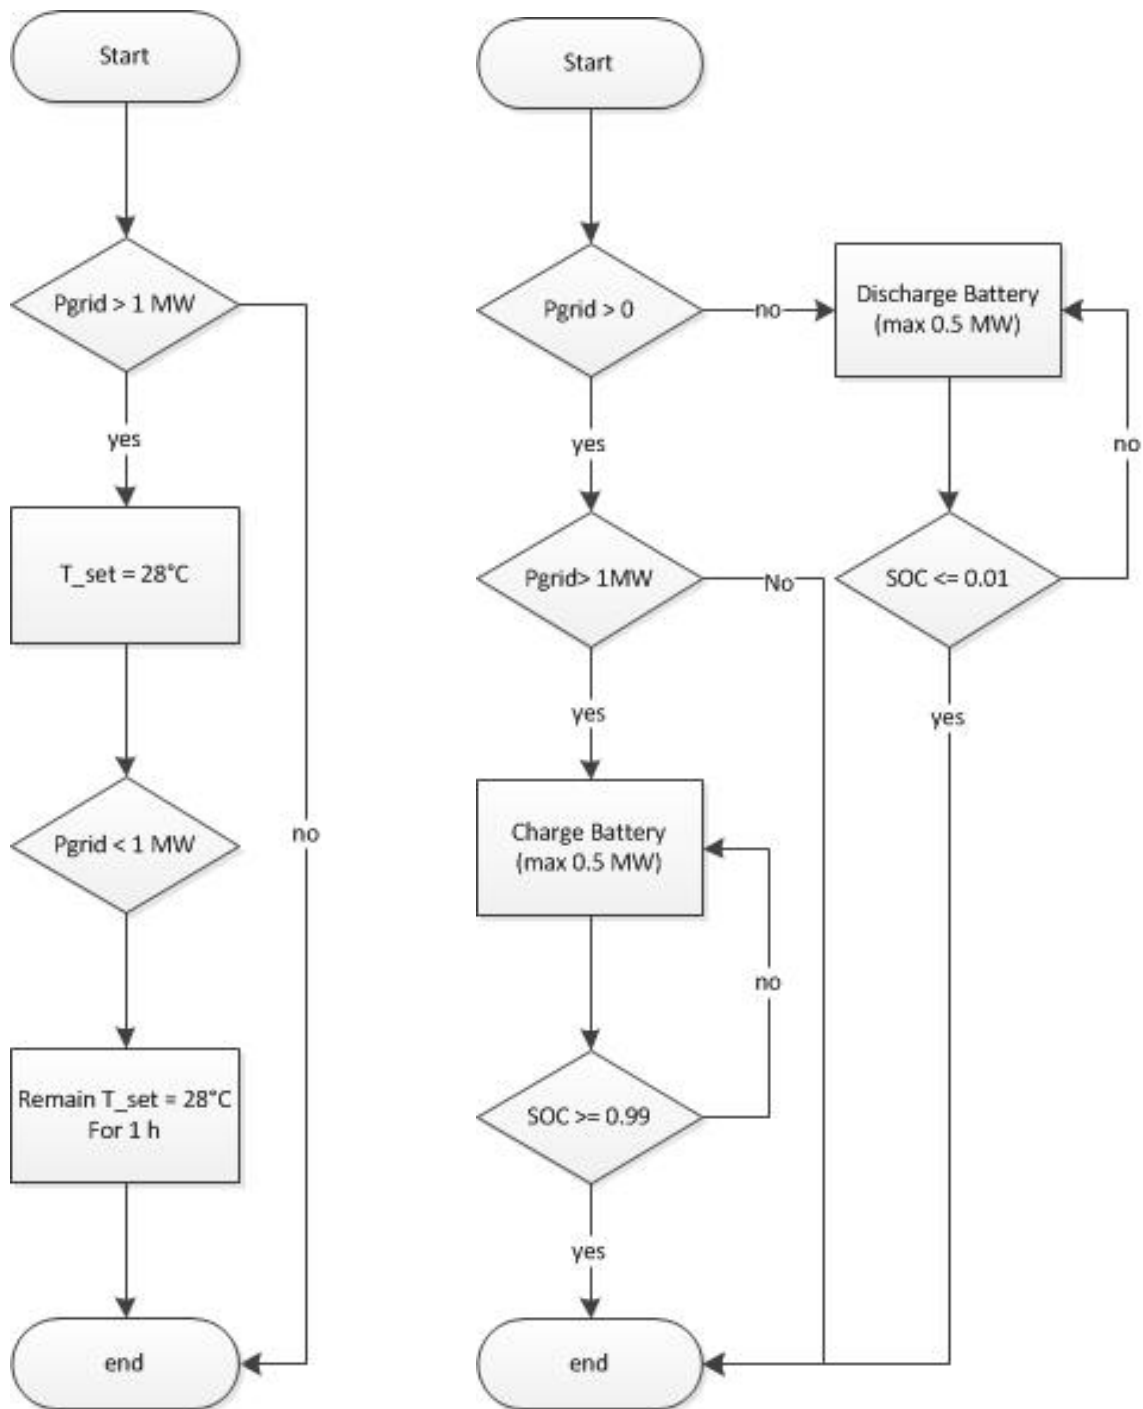 Start
Pgrid > 1 MW
yes
T_set = 28°C
Pgrid < 1 MW
no
Remain T_set = 28°C
For 1 h
end
Start
Pgrid > 0
no
Discharge Battery
(max 0.5 MW)
yes
no
Pgrid> 1MW
No
SOC <= 0.01
yes
yes
Charge Battery
(max 0.5 MW)
no
SOC >= 0.99
yes
end